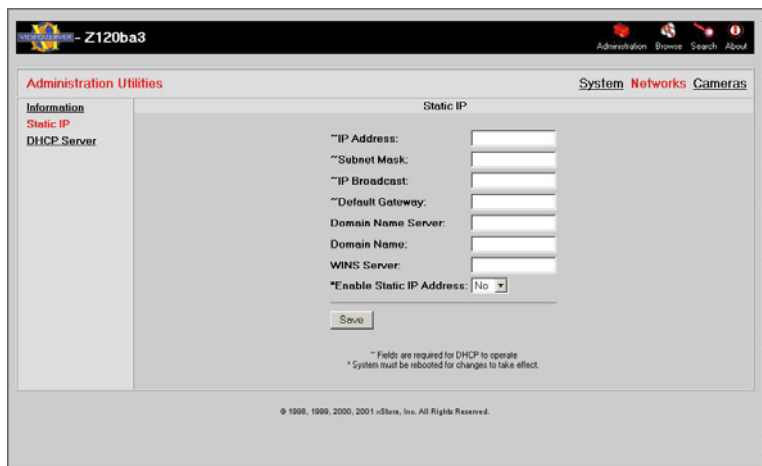 VIDEOZERVER - Z120ba3
Administration Browse Search About
Administration Utilities
System Networks Cameras
Information
Static IP
DHCP Server
Static IP
~IP Address:
~Subnet Mask:
~IP Broadcast:
~Default Gateway:
Domain Name Server:
Domain Name:
WINS Server:
*Enable Static IP Address: No
Save
~ Fields are required for DHCP to operate
* System must be rebooted for changes to take effect.
© 1998, 1999, 2000, 2001 xStore, Inc. All Rights Reserved.